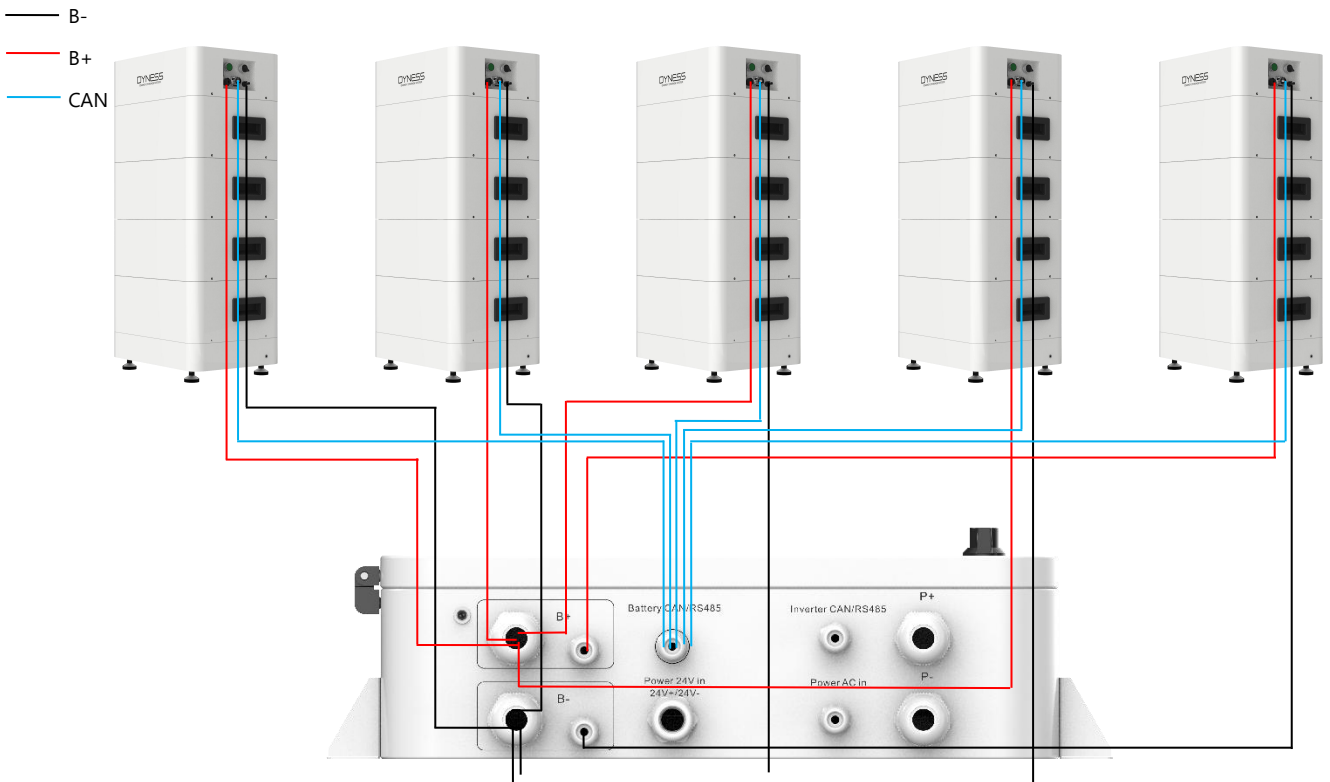 B-
B+
CAN
DYNESS
DYNESS
DYNESS
DYNESS
DYNESS
B+
Battery CAN/RS485
Inverter CAN/RS485
P+
Power 24V in
24V+/24V-
Power AC in
P-
B-